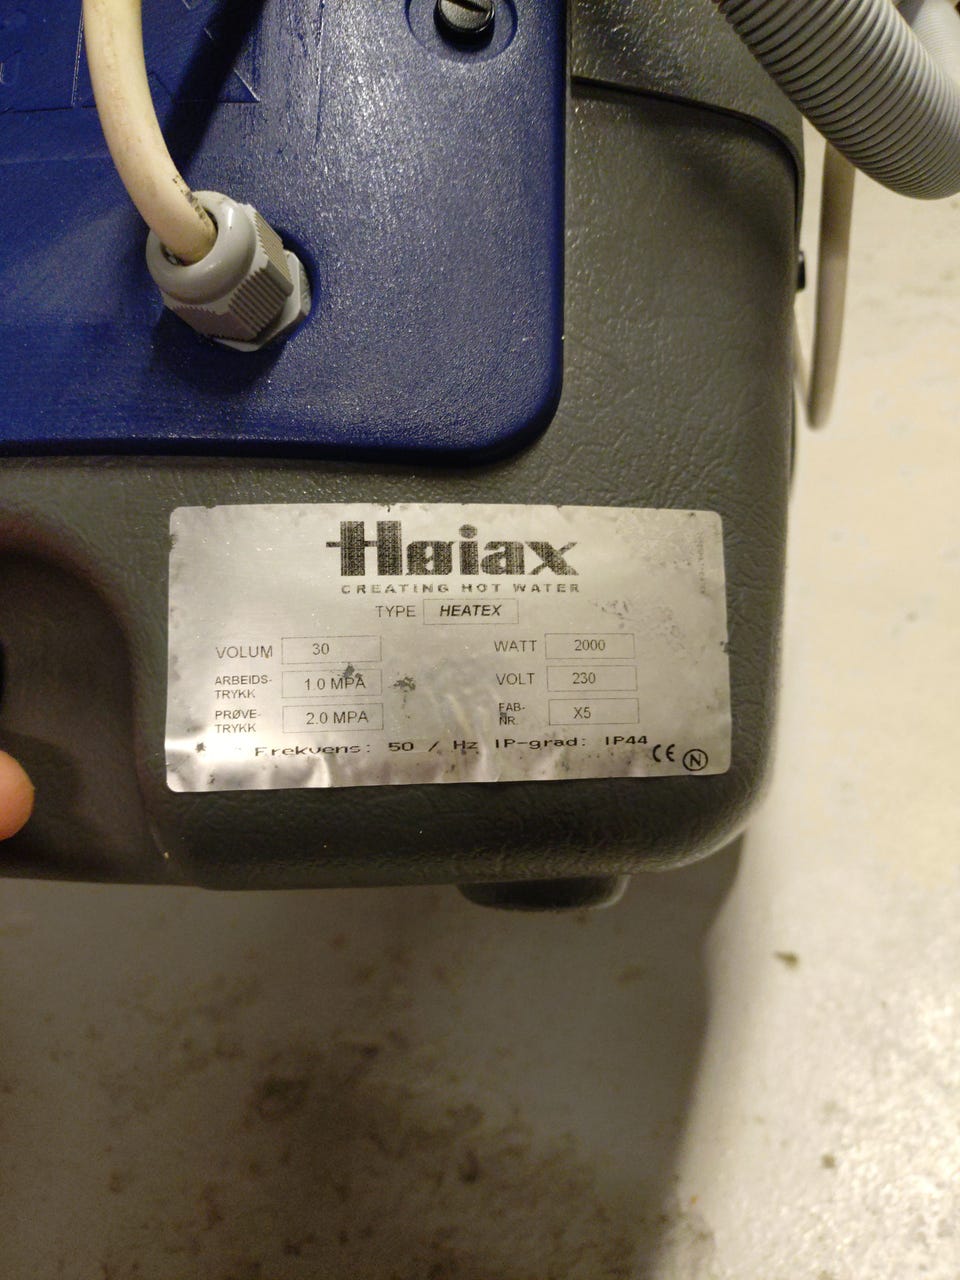 Høiax
CREATING HOT WATER
TYPE HEATEX
VOLUM 30 WATT 2000
ARBEIDS-
TRYKK 1.0 MPA VOLT 230
PRØVE-
TRYKK 2.0 MPA FAB-
NR. X5
Frekvens: 50 / Hz IP-grad: IP44 CE N